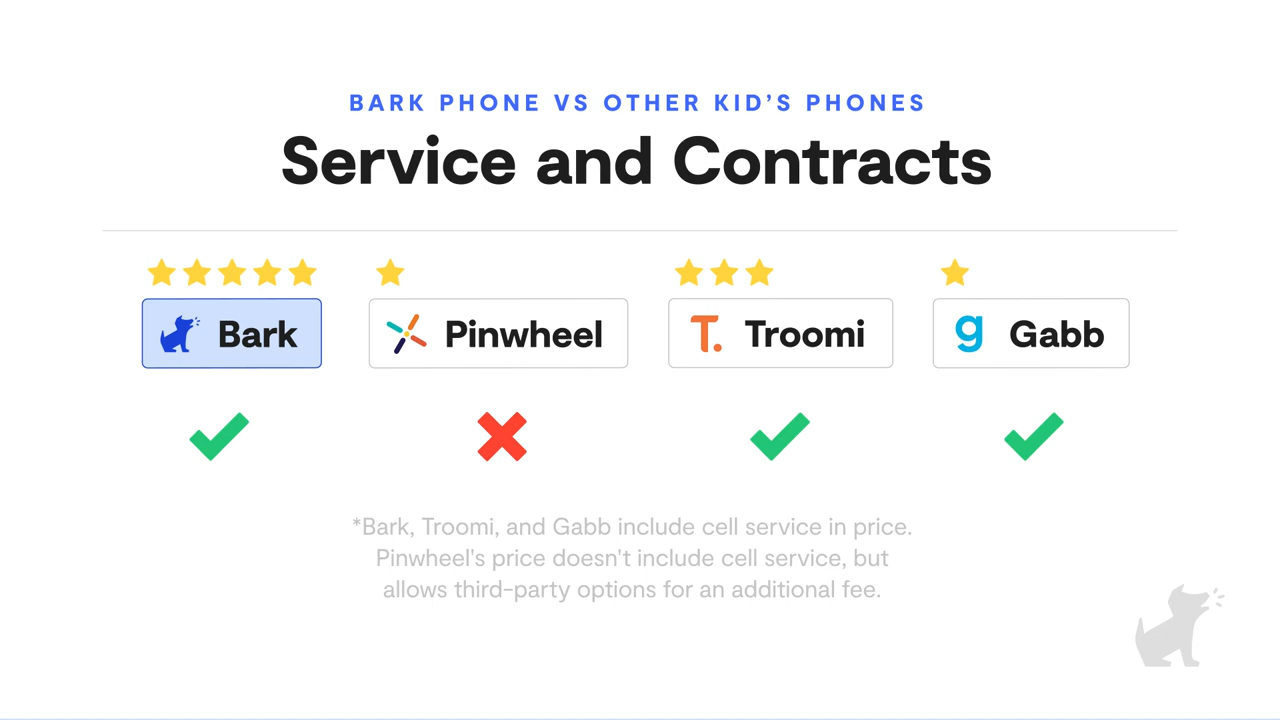 BARK PHONE VS OTHER KID’S PHONES
Service and Contracts
Bark
Pinwheel
T. Troomi
g Gabb
*Bark, Troomi, and Gabb include cell service in price.
Pinwheel's price doesn't include cell service, but
allows third-party options for an additional fee.